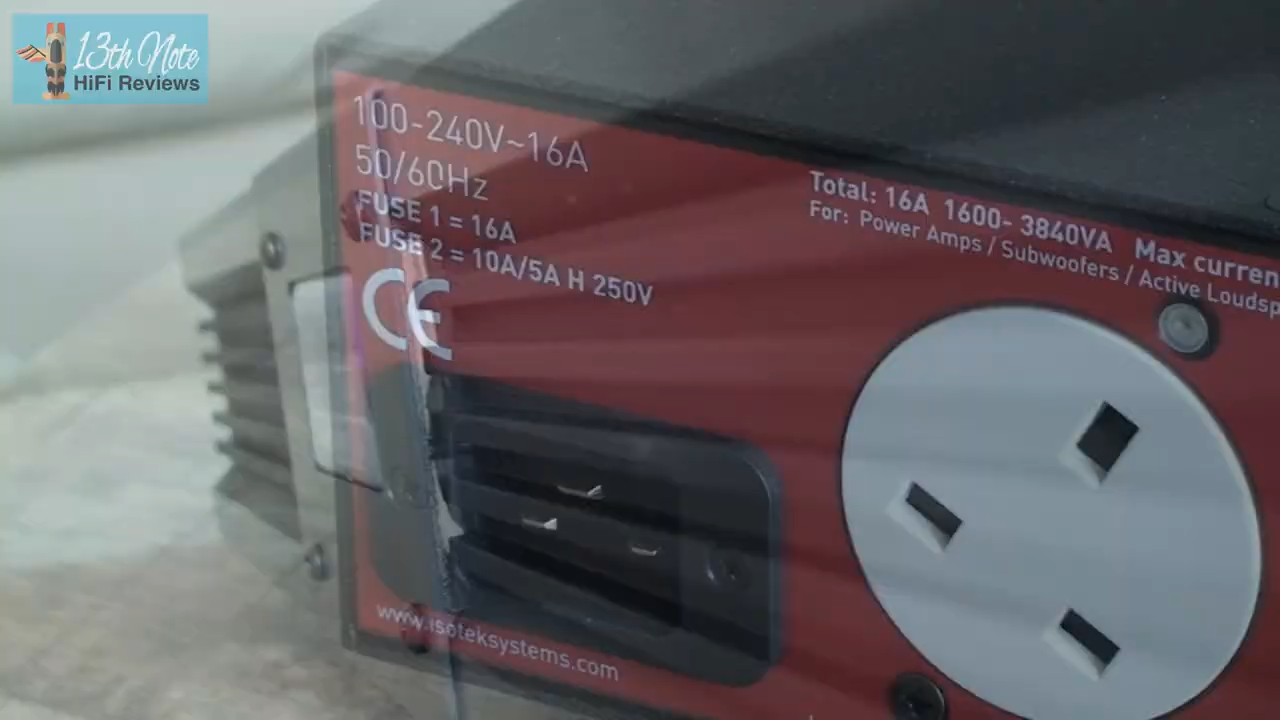 13th Note
HiFi Reviews
100-240V~16A
50/60Hz
FUSE 1 = 16A
FUSE 2 = 10A/5A H 250V
CE
www.isoteksystems.com
Total: 16A 1600- 3840VA Max curren
For: Power Amps / Subwoofers / Active Loudsp